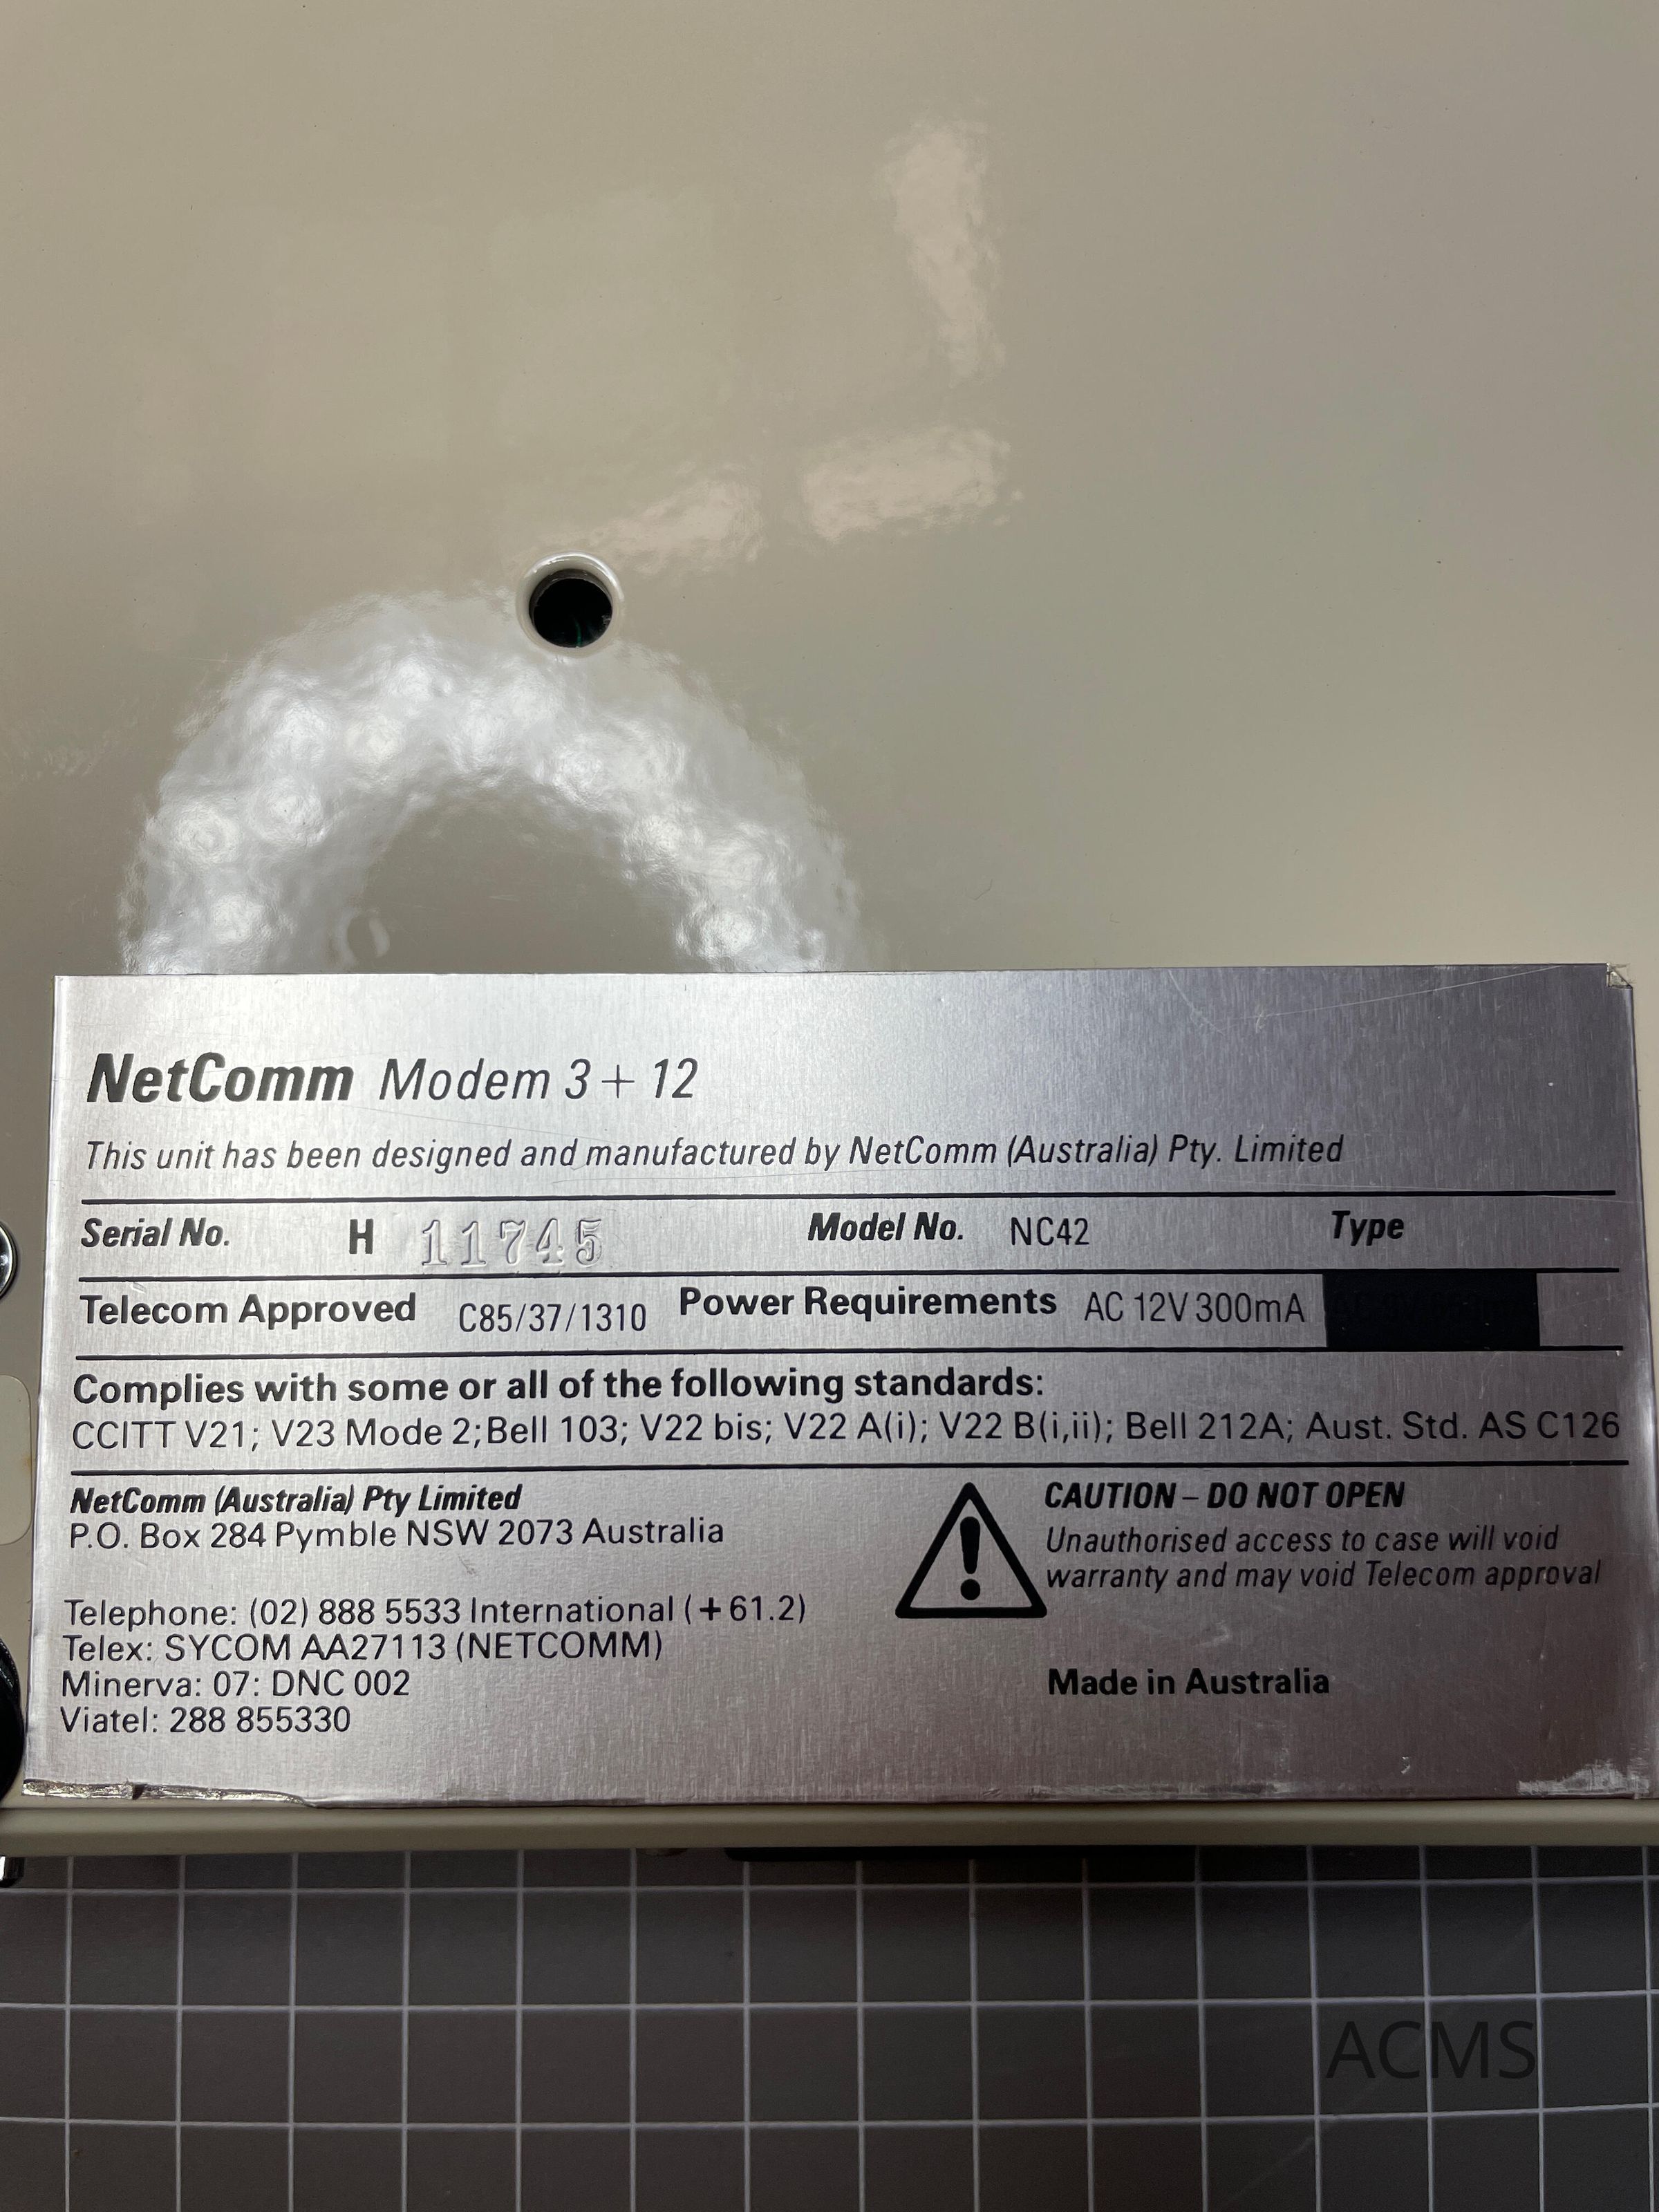 NetComm Modem 3 + 12
This unit has been designed and manufactured by NetComm (Australia) Pty. Limited
Serial No. H 11745 Model No. NC42 Type
Telecom Approved C85/37/1310 Power Requirements AC 12V 300mA
Complies with some or all of the following standards:
CCITT V21; V23 Mode 2; Bell 103; V22 bis; V22 A(i); V22 B(i,ii); Bell 212A; Aust. Std. AS C126
NetComm (Australia) Pty Limited
P.O. Box 284 Pymble NSW 2073 Australia
Telephone: (02) 888 5533 International (+61.2)
Telex: SYCOM AA27113 (NETCOMM)
Minerva: 07: DNC 002
Viatel: 288 855330
CAUTION – DO NOT OPEN
Unauthorised access to case will void
warranty and may void Telecom approval
Made in Australia
ACMS